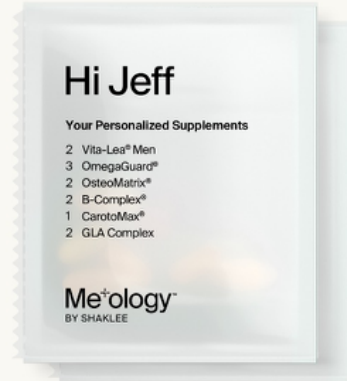 Hi Jeff
Your Personalized Supplements
2 Vita-Lea® Men
3 OmegaGuard®
2 OsteoMatrix®
2 B-Complex®
1 CarotoMax®
2 GLA Complex
Me+ology™
BY SHAKLEE